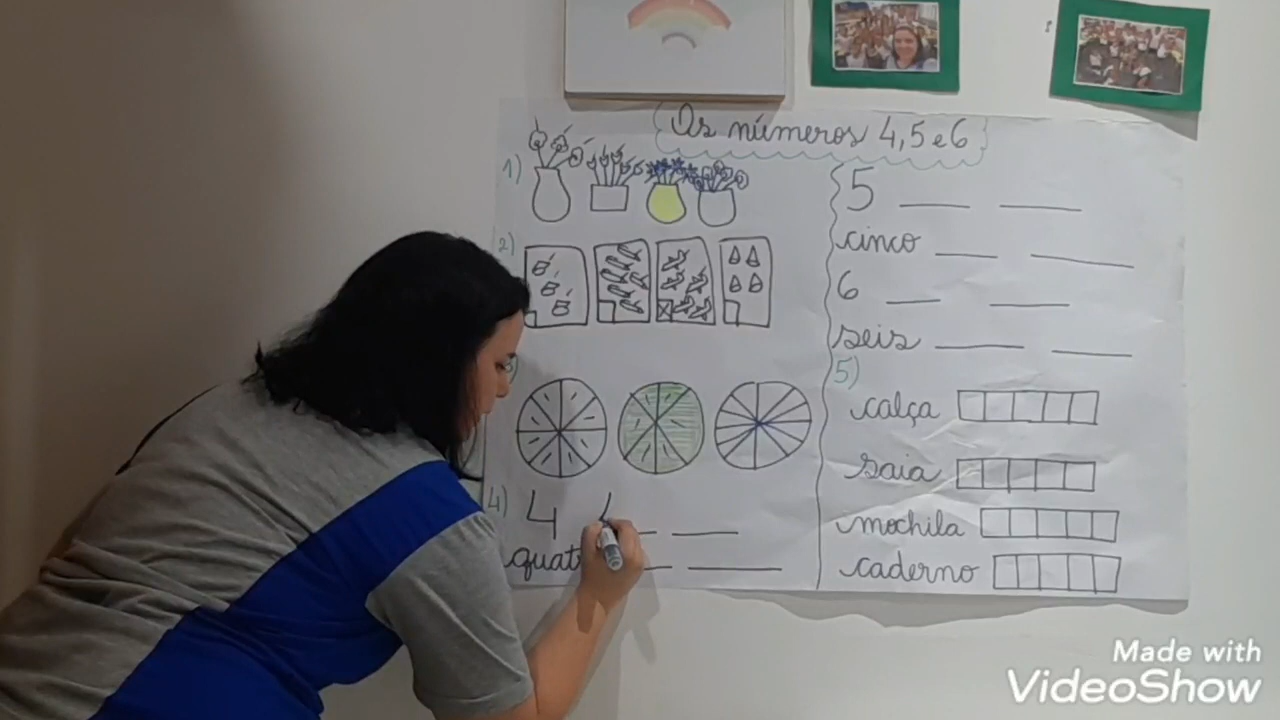 Os números 4, 5 e 6
1)
2)
4) 4
quat
5
cinco
6
seis
5)
calça
saia
mochila
caderno
Made with
VideoShow